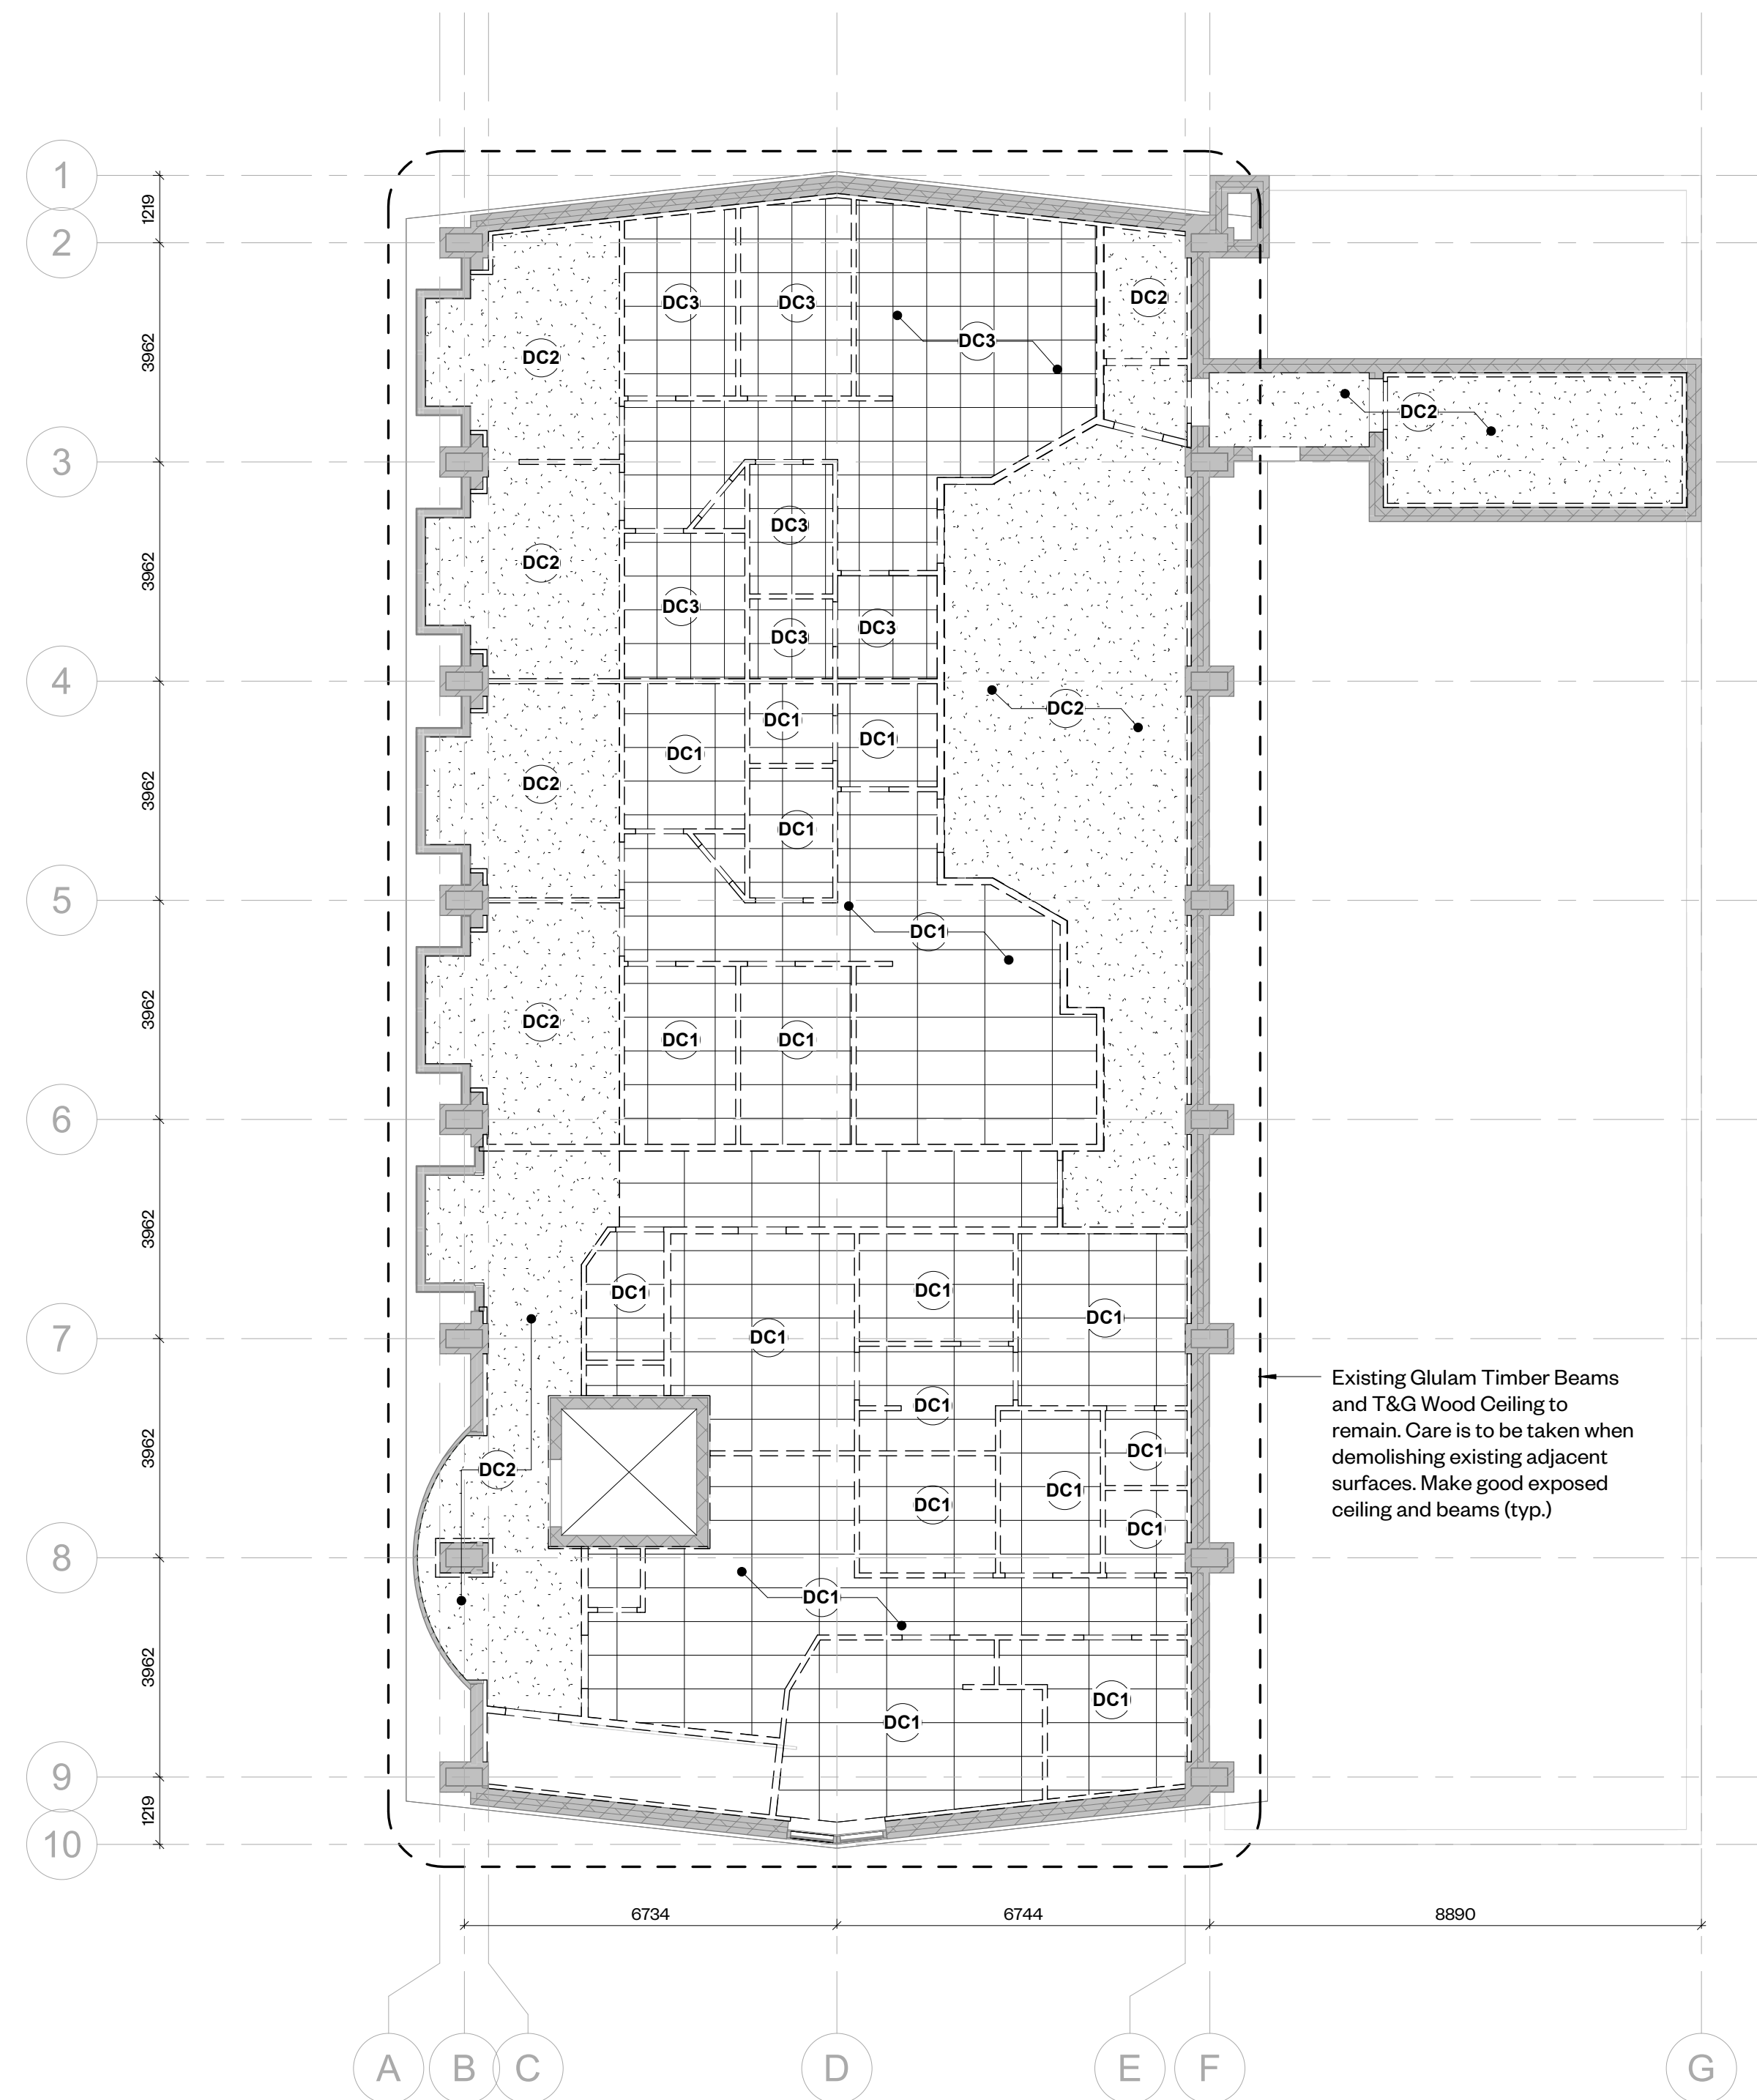 1
1219
2
DC3
DC3
DC2
DC3
DC2
3962
DC2
3
DC3
DC2
3962
DC3
DC3
DC3
4
DC2
DC1
DC1
DC1
DC2
3962
DC1
5
DC1
DC2
3962
DC1
DC1
6
3962
DC1
DC1
DC1
DC1
7
Existing Glulam Timber Beams
and T&G Wood Ceiling to
remain. Care is to be taken when
demolishing existing adjacent
surfaces. Make good exposed
ceiling and beams (typ.)
DC1
3962
DC1
DC2
DC1
DC1
DC1
8
DC1
3962
DC1
DC1
9
1219
10
6734
6744
8890
A
B
C
D
E
F
G